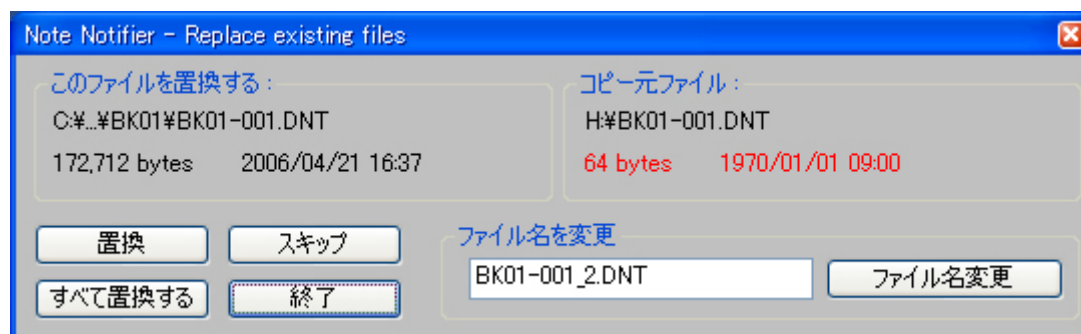 Note Notifier - Replace existing files
このファイルを置換する：
C:¥...¥BK01¥BK01-001.DNT
172,712 bytes 2006/04/21 16:37
コピー元ファイル：
H:¥BK01-001.DNT
64 bytes 1970/01/01 09:00
置換
スキップ
すべて置換する
終了
ファイル名を変更
BK01-001_2.DNT
ファイル名変更